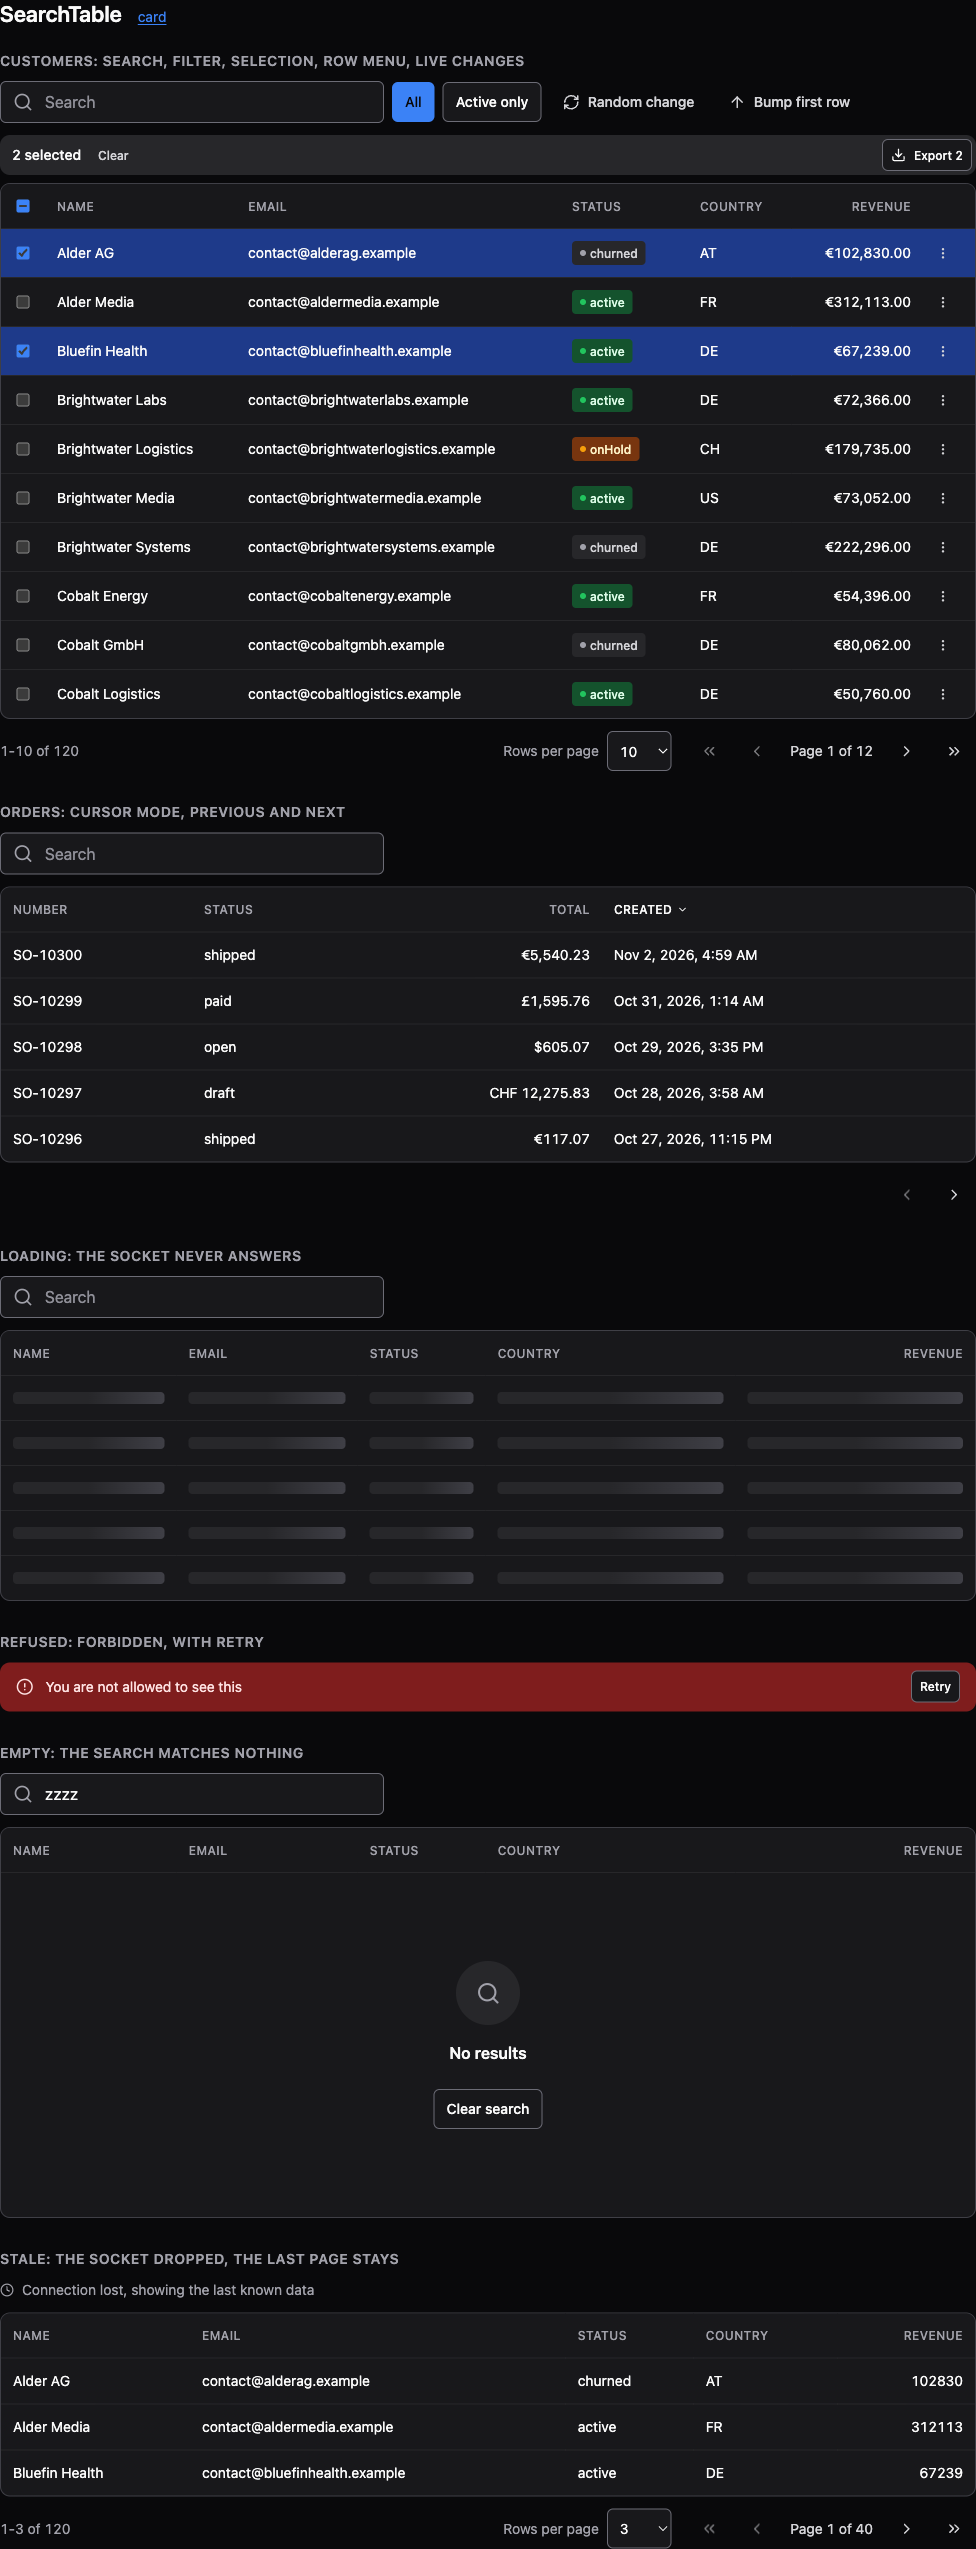 SearchTable card
CUSTOMERS: SEARCH, FILTER, SELECTION, ROW MENU, LIVE CHANGES
Search All Active only Random change Bump first row
2 selected Clear Export 2
NAME EMAIL STATUS COUNTRY REVENUE
Alder AG contact@alderag.example churned AT €102,830.00
Alder Media contact@aldermedia.example active FR €312,113.00
Bluefin Health contact@bluefinhealth.example active DE €67,239.00
Brightwater Labs contact@brightwaterlabs.example active DE €72,366.00
Brightwater Logistics contact@brightwaterlogistics.example onHold CH €179,735.00
Brightwater Media contact@brightwatermedia.example active US €73,052.00
Brightwater Systems contact@brightwatersystems.example churned DE €222,296.00
Cobalt Energy contact@cobaltenergy.example active FR €54,396.00
Cobalt GmbH contact@cobaltgmbh.example churned DE €80,062.00
Cobalt Logistics contact@cobaltlogistics.example active DE €50,760.00
1-10 of 120 Rows per page 10 Page 1 of 12
ORDERS: CURSOR MODE, PREVIOUS AND NEXT
Search
NUMBER STATUS TOTAL CREATED
SO-10300 shipped €5,540.23 Nov 2, 2026, 4:59 AM
SO-10299 paid £1,595.76 Oct 31, 2026, 1:14 AM
SO-10298 open $605.07 Oct 29, 2026, 3:35 PM
SO-10297 draft CHF 12,275.83 Oct 28, 2026, 3:58 AM
SO-10296 shipped €117.07 Oct 27, 2026, 11:15 PM
LOADING: THE SOCKET NEVER ANSWERS
Search
NAME EMAIL STATUS COUNTRY REVENUE
REFUSED: FORBIDDEN, WITH RETRY
You are not allowed to see this Retry
EMPTY: THE SEARCH MATCHES NOTHING
zzzz
NAME EMAIL STATUS COUNTRY REVENUE
No results
Clear search
STALE: THE SOCKET DROPPED, THE LAST PAGE STAYS
Connection lost, showing the last known data
NAME EMAIL STATUS COUNTRY REVENUE
Alder AG contact@alderag.example churned AT 102830
Alder Media contact@aldermedia.example active FR 312113
Bluefin Health contact@bluefinhealth.example active DE 67239
1-3 of 120 Rows per page 3 Page 1 of 40